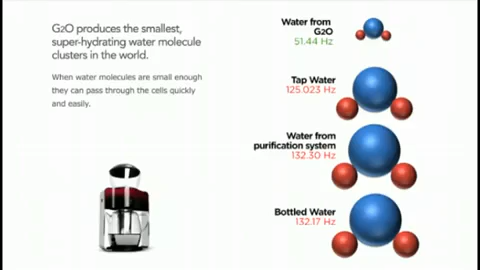 G2O produces the smallest,
super-hydrating water molecule
clusters in the world.
When water molecules are small enough
they can pass through the cells quickly
and easily.
Water from
G2O
51.44 Hz
Tap Water
125.023 Hz
Water from
purification system
132.30 Hz
Bottled Water
132.17 Hz